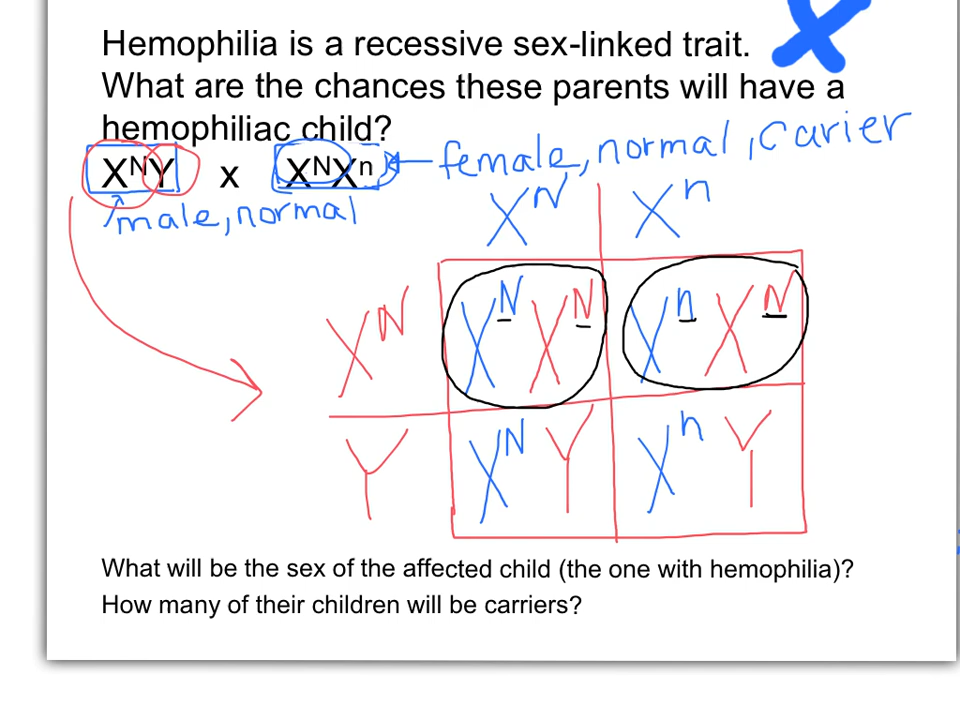 Hemophilia is a recessive sex-linked trait.
What are the chances these parents will have a
hemophiliac child?
XᴺY x XᴺXⁿ female, normal, carier
male, normal
Xᴺ Xⁿ
Xᴺ XᴺXᴺ XⁿXᴺ
Y XᴺY XⁿY
What will be the sex of the affected child (the one with hemophilia)?
How many of their children will be carriers?